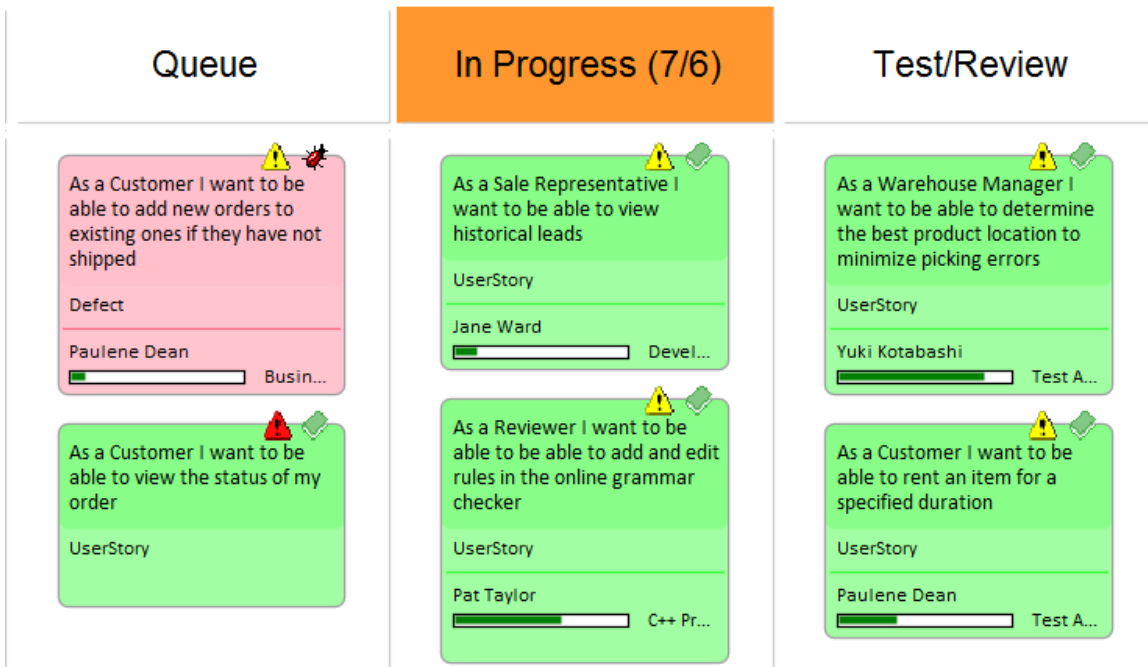 Queue
In Progress (7/6)
Test/Review
As a Customer I want to be
able to add new orders to
existing ones if they have not
shipped
Defect
Paulene Dean
Busin...
As a Customer I want to be
able to view the status of my
order
UserStory
As a Sale Representative I
want to be able to view
historical leads
UserStory
Jane Ward
Devel...
As a Reviewer I want to be
able to be able to add and edit
rules in the online grammar
checker
UserStory
Pat Taylor
C++ Pr...
As a Warehouse Manager I
want to be able to determine
the best product location to
minimize picking errors
UserStory
Yuki Kotabashi
Test A...
As a Customer I want to be
able to rent an item for a
specified duration
UserStory
Paulene Dean
Test A...